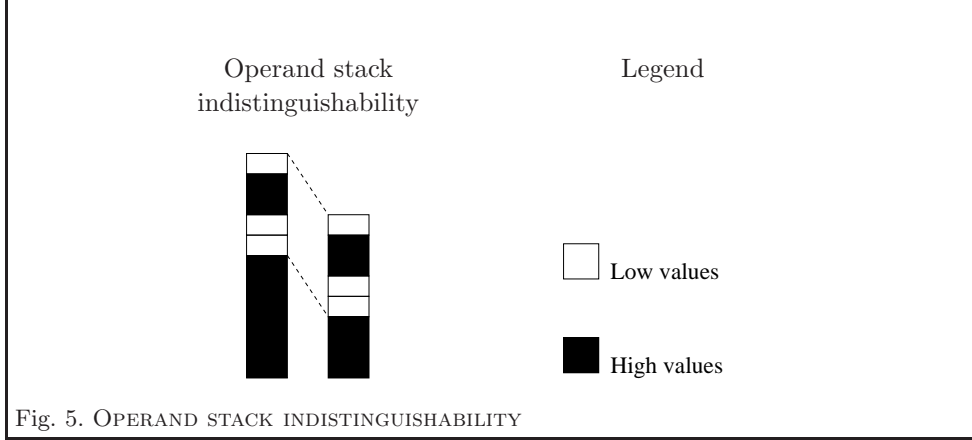 Operand stack
indistinguishability
Legend
Low values
High values
Fig. 5. OPERAND STACK INDISTINGUISHABILITY